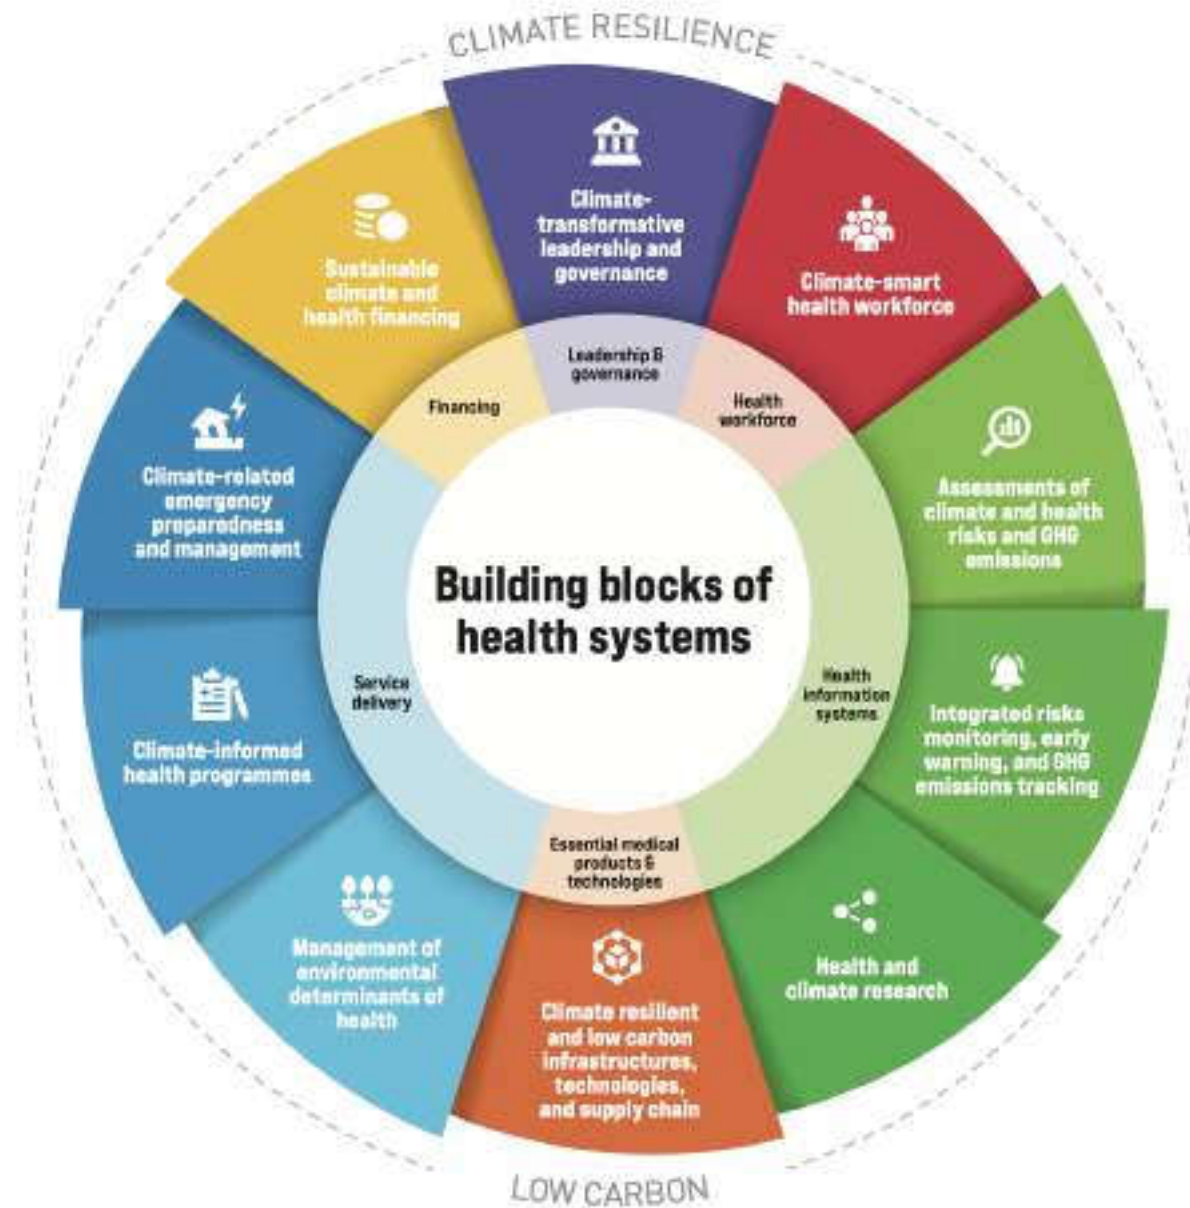 CLIMATE RESILIENCE
Climate-
transformative
leadership and
governance
Climate-smart
health workforce
Assessments of
climate and health
risks and GHG
emissions
Integrated risks
monitoring, early
warning, and GHG
emissions tracking
Health and
climate research
Climate resilient
and low carbon
infrastructures,
technologies,
and supply chain
Management of
environmental
determinants of
health
Climate-informed
health programmes
Climate-related
emergency
preparedness
and management
Sustainable
climate and
health financing
Leadership &
governance
Health
workforce
Health
information
systems
Essential medical
products &
technologies
Service
delivery
Financing
Building blocks of
health systems
LOW CARBON